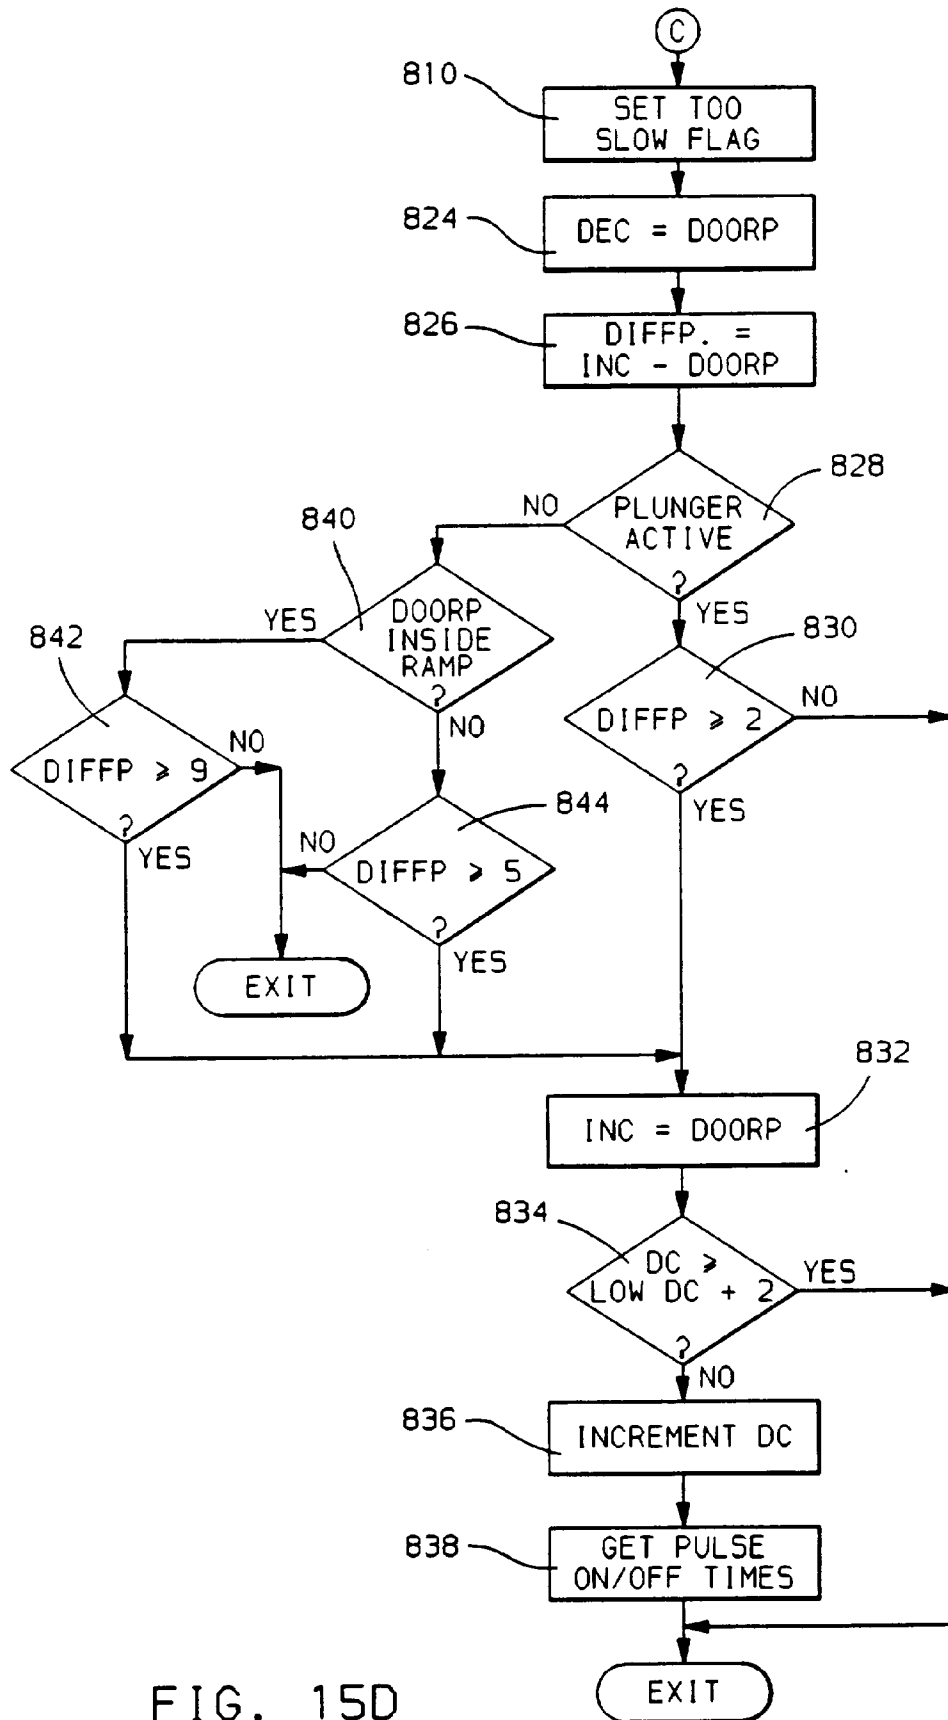 C
810
SET TOO
SLOW FLAG
824
DEC = DOORP
826
DIFFP. =
INC - DOORP
828
PLUNGER
ACTIVE
?
NO
YES
840
DOORP
INSIDE
RAMP
?
YES
NO
830
DIFFP ⩾ 2
?
NO
YES
842
DIFFP ⩾ 9
?
NO
YES
844
DIFFP ⩾ 5
?
NO
YES
EXIT
832
INC = DOORP
834
DC ⩾
LOW DC + 2
?
YES
NO
836
INCREMENT DC
838
GET PULSE
ON/OFF TIMES
EXIT
FIG. 15D